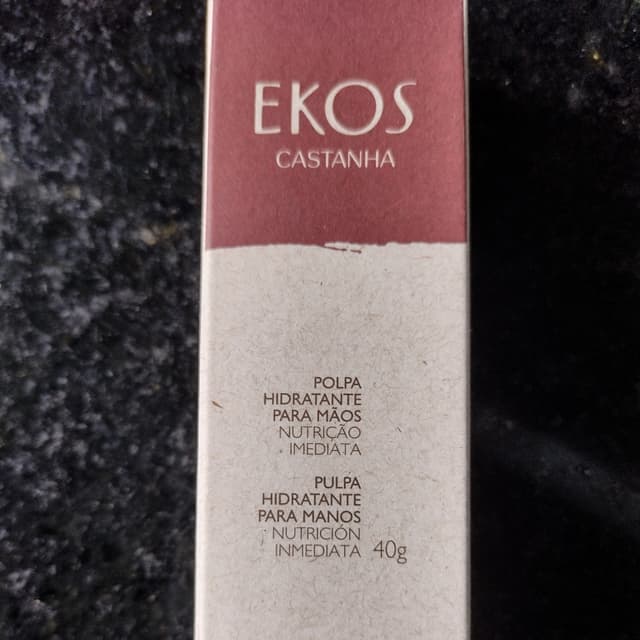 EKOS
CASTANHA
POLPA
HIDRATANTE
PARA MÃOS
NUTRIÇÃO
IMEDIATA
PULPA
HIDRATANTE
PARA MANOS
NUTRICIÓN
INMEDIATA 40g